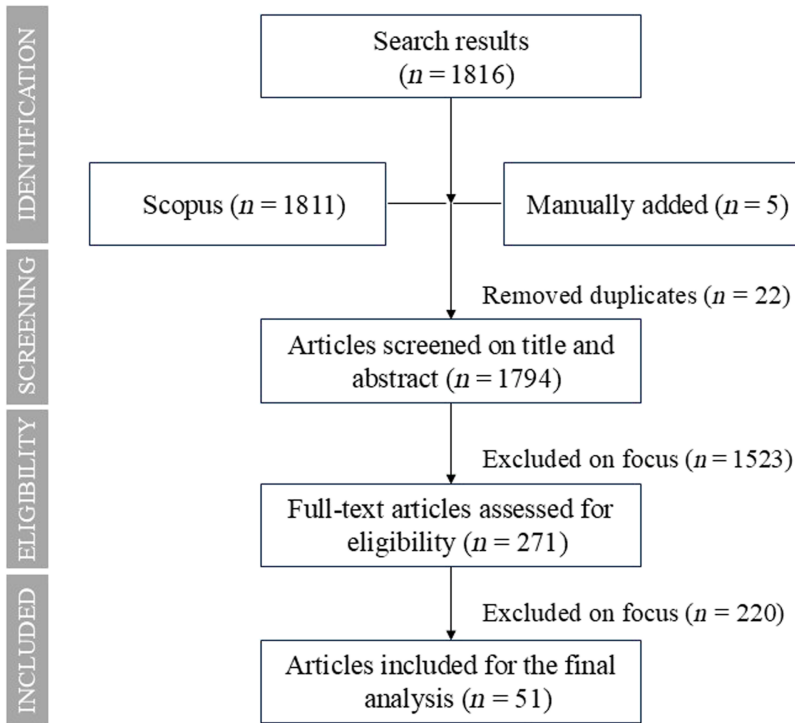 IDENTIFICATION
Search results
(n = 1816)
Scopus (n = 1811)
Manually added (n = 5)
SCREENING
Removed duplicates (n = 22)
Articles screened on title and
abstract (n = 1794)
ELIGIBILITY
Excluded on focus (n = 1523)
Full-text articles assessed for
eligibility (n = 271)
INCLUDED
Excluded on focus (n = 220)
Articles included for the final
analysis (n = 51)